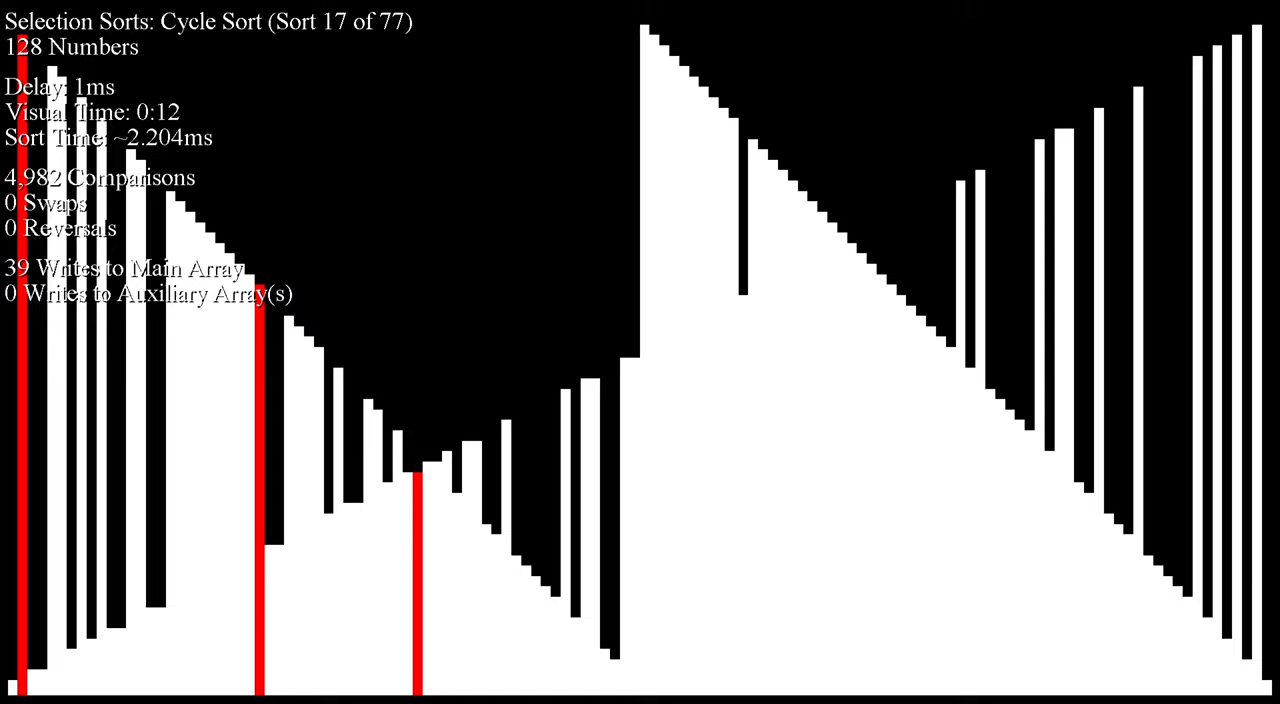 Selection Sorts: Cycle Sort (Sort 17 of 77)
128 Numbers
Delay: 1ms
Visual Time: 0:12
Sort Time: ~2.204ms
4,982 Comparisons
0 Swaps
0 Reversals
39 Writes to Main Array
0 Writes to Auxiliary Array(s)